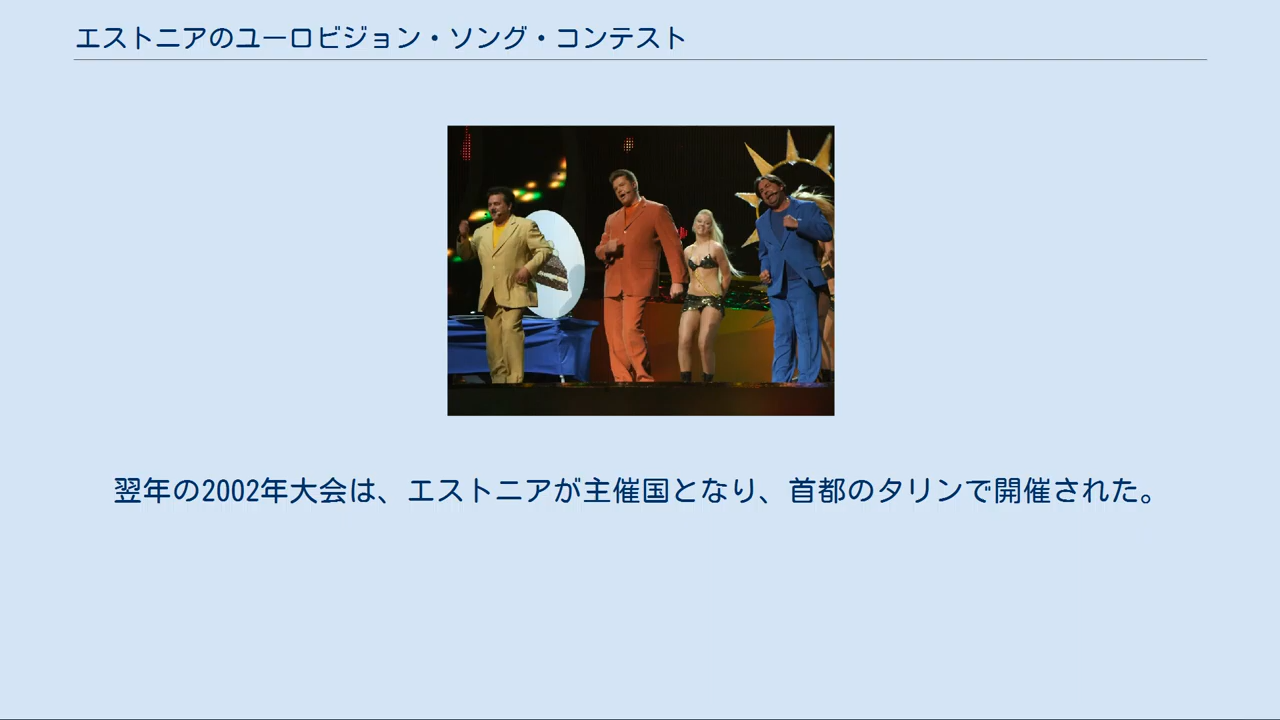 エストニアのユーロビジョン・ソング・コンテスト
翌年の2002年大会は、エストニアが主催国となり、首都のタリンで開催された。